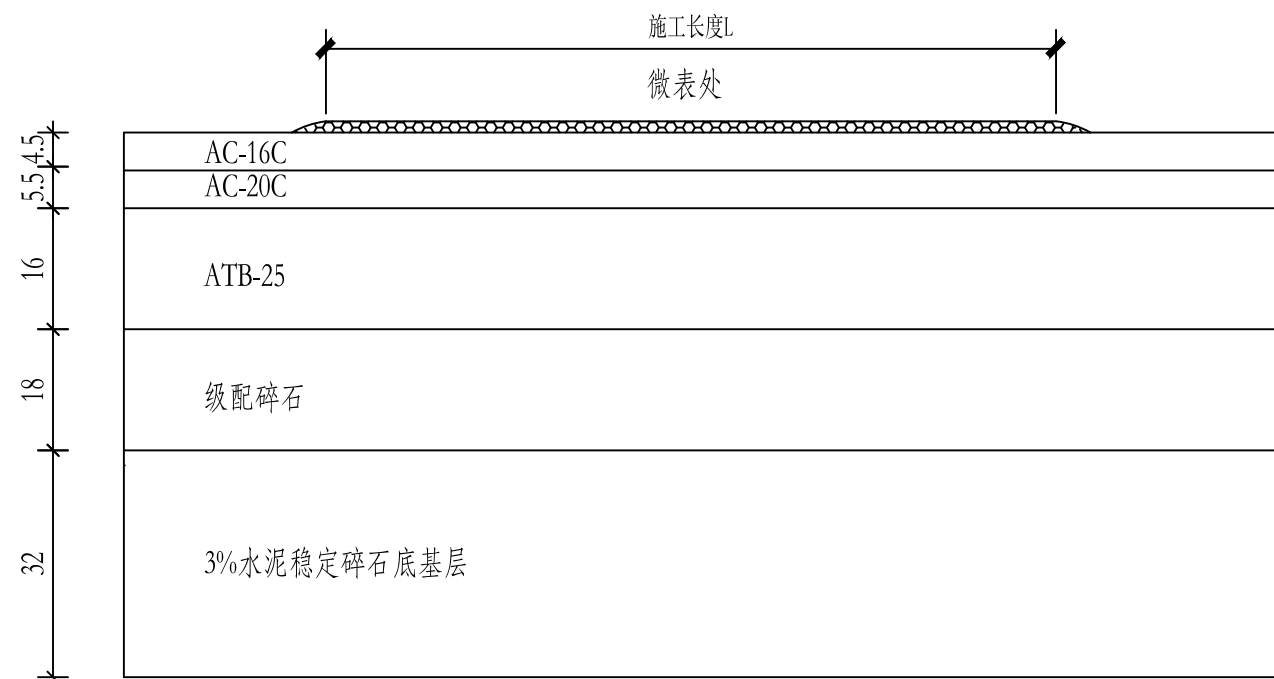 施工长度L
微表处
4.5
AC-16C
5.5
AC-20C
16
ATB-25
18
级配碎石
32
3%水泥稳定碎石底基层